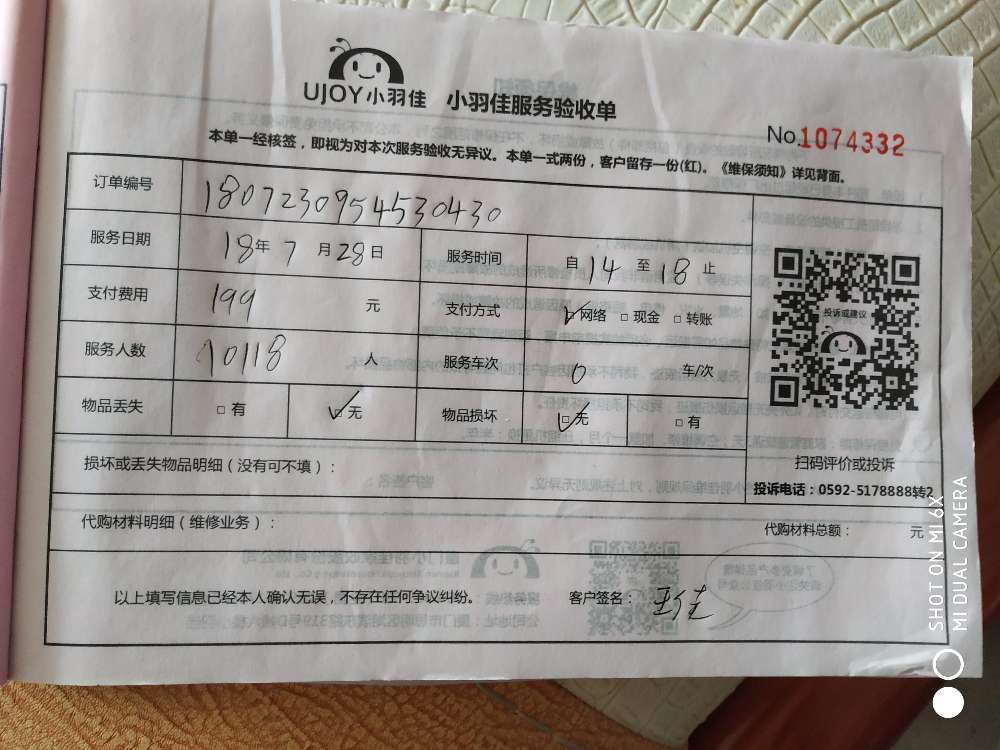 UJOY小羽佳 小羽佳服务验收单
No.1074332
本单一经核签，即视为对本次服务验收无异议。本单一式两份，客户留存一份(红)。《维保须知》详见背面。
订单编号 1807230954530430
服务日期 18年7月28日 服务时间 自14至18止
支付费用 199 元 支付方式 网络 现金 转账
服务人数 10118 人 服务车次 0 车/次
物品丢失 有 无 物品损坏 无 有
投诉或建议
扫码评价或投诉
投诉电话：0592-5178888转2
损坏或丢失物品明细（没有可不填）：
代购材料明细（维修业务）： 代购材料总额： 元
以上填写信息已经本人确认无误，不存在任何争议纠纷。 客户签名： 王佳
SHOT ON MI 6X
MI DUAL CAMERA